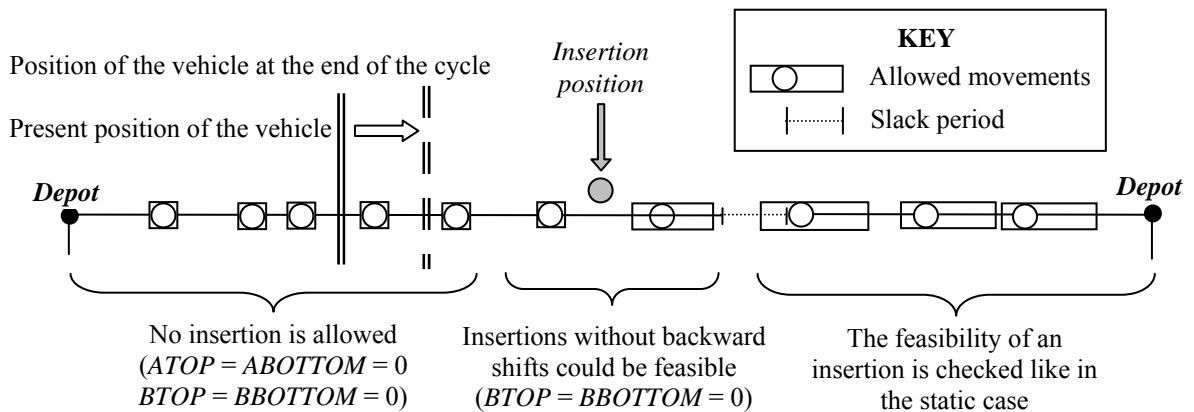 KEY
Allowed movements
Slack period
Insertion
position
Position of the vehicle at the end of the cycle
Present position of the vehicle
Depot
Depot
No insertion is allowed
(ATOP = ABOTTOM = 0
BTOP = BBOTTOM = 0)
Insertions without backward
shifts could be feasible
(BTOP = BBOTTOM = 0)
The feasibility of an
insertion is checked like in
the static case